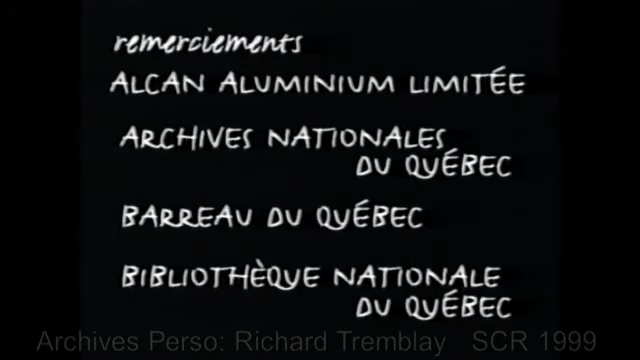 remerciements
ALCAN ALUMINIUM LIMITÉE
ARCHIVES NATIONALES
DU QUÉBEC
BARREAU DU QUÉBEC
BIBLIOTHÈQUE NATIONALE
DU QUÉBEC
Archives Perso: Richard Tremblay SCR 1999